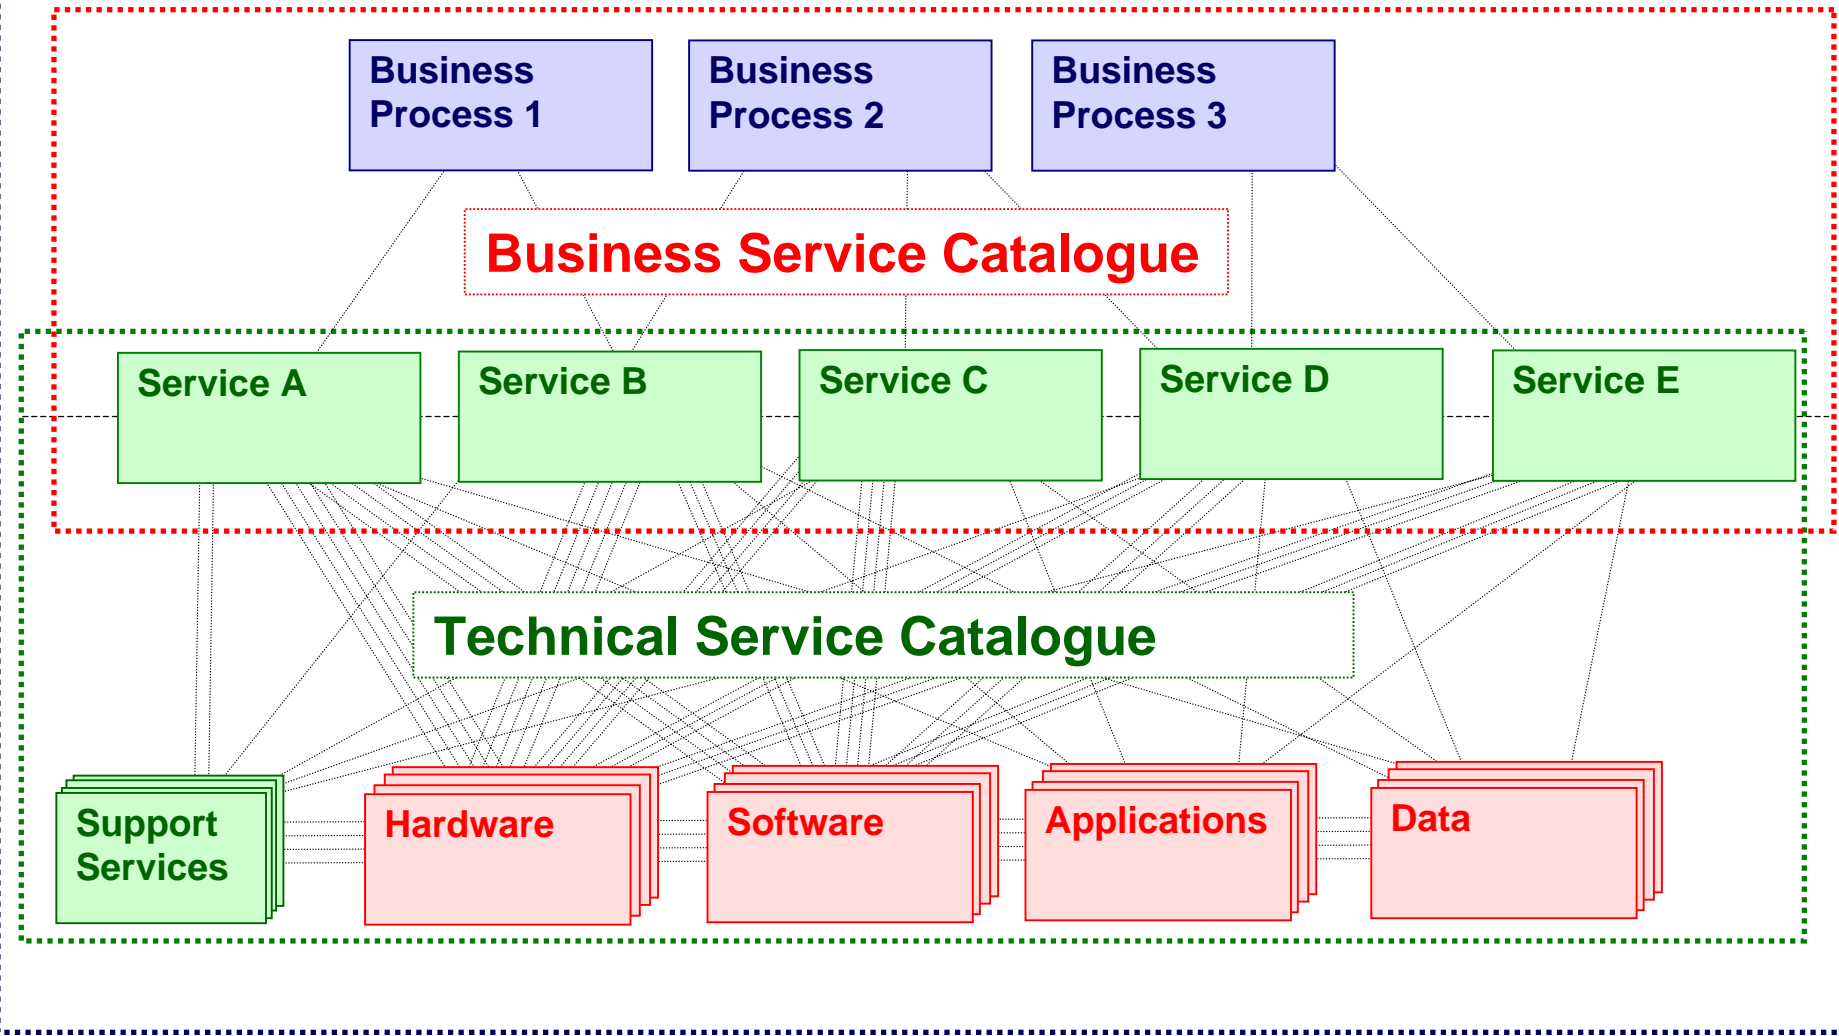 Business
Process 1
Business
Process 2
Business
Process 3
Business Service Catalogue
Service A
Service B
Service C
Service D
Service E
Technical Service Catalogue
Support
Services
Hardware
Software
Applications
Data